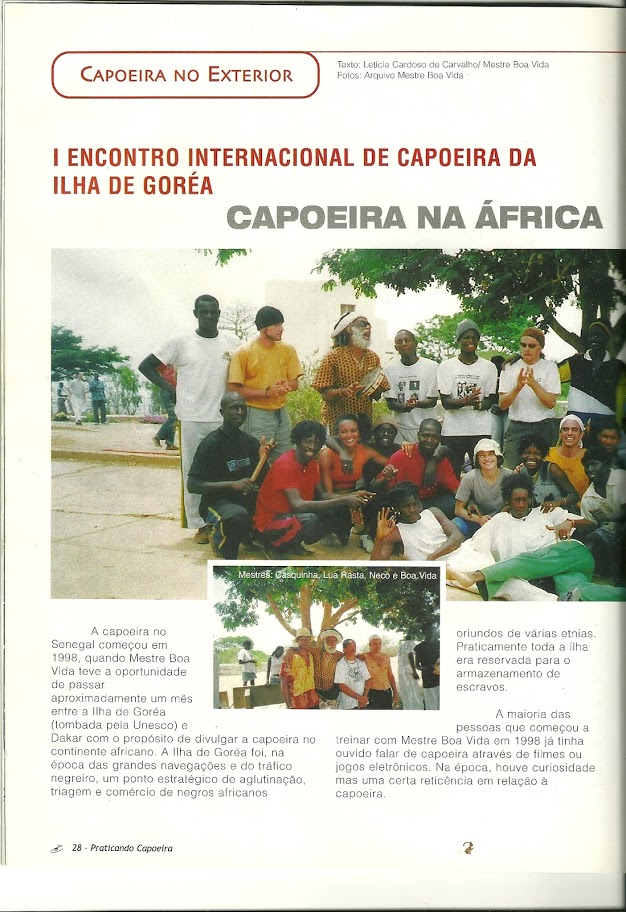 CAPOEIRA NO EXTERIOR
Texto: Letícia Cardoso de Carvalho/ Mestre Boa Vida
Fotos: Arquivo Mestre Boa Vida
I ENCONTRO INTERNACIONAL DE CAPOEIRA DA
ILHA DE GORÉA
CAPOEIRA NA ÁFRICA
Mestres: Casquinha, Lua Rasta, Neco e Boa Vida
A capoeira no
Senegal começou em
1998, quando Mestre Boa
Vida teve a oportunidade
de passar
aproximadamente um mês
entre a Ilha de Goréa
(tombada pela Unesco) e
Dakar com o propósito de divulgar a capoeira no
continente africano. A Ilha de Goréa foi, na
época das grandes navegações e do tráfico
negreiro, um ponto estratégico de aglutinação,
triagem e comércio de negros africanos
oriundos de várias etnias.
Praticamente toda a ilha
era reservada para o
armazenamento de
escravos.
A maioria das
pessoas que começou a
treinar com Mestre Boa Vida em 1998 já tinha
ouvido falar de capoeira através de filmes ou
jogos eletrônicos. Na época, houve curiosidade
mas uma certa reticência em relação à
capoeira.
28 - Praticando Capoeira